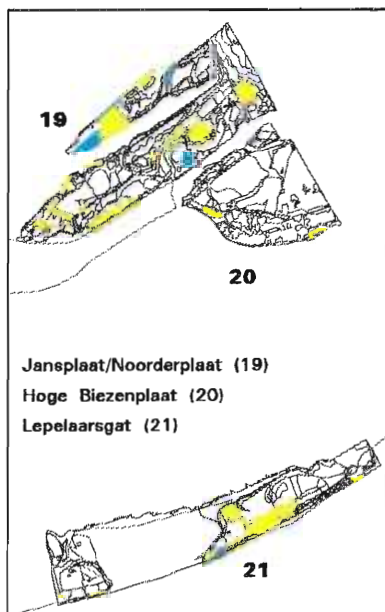 19
20
Jansplaat/Noorderplaat (19)
Hoge Biezenplaat (20)
Lepelaarsgat (21)
21